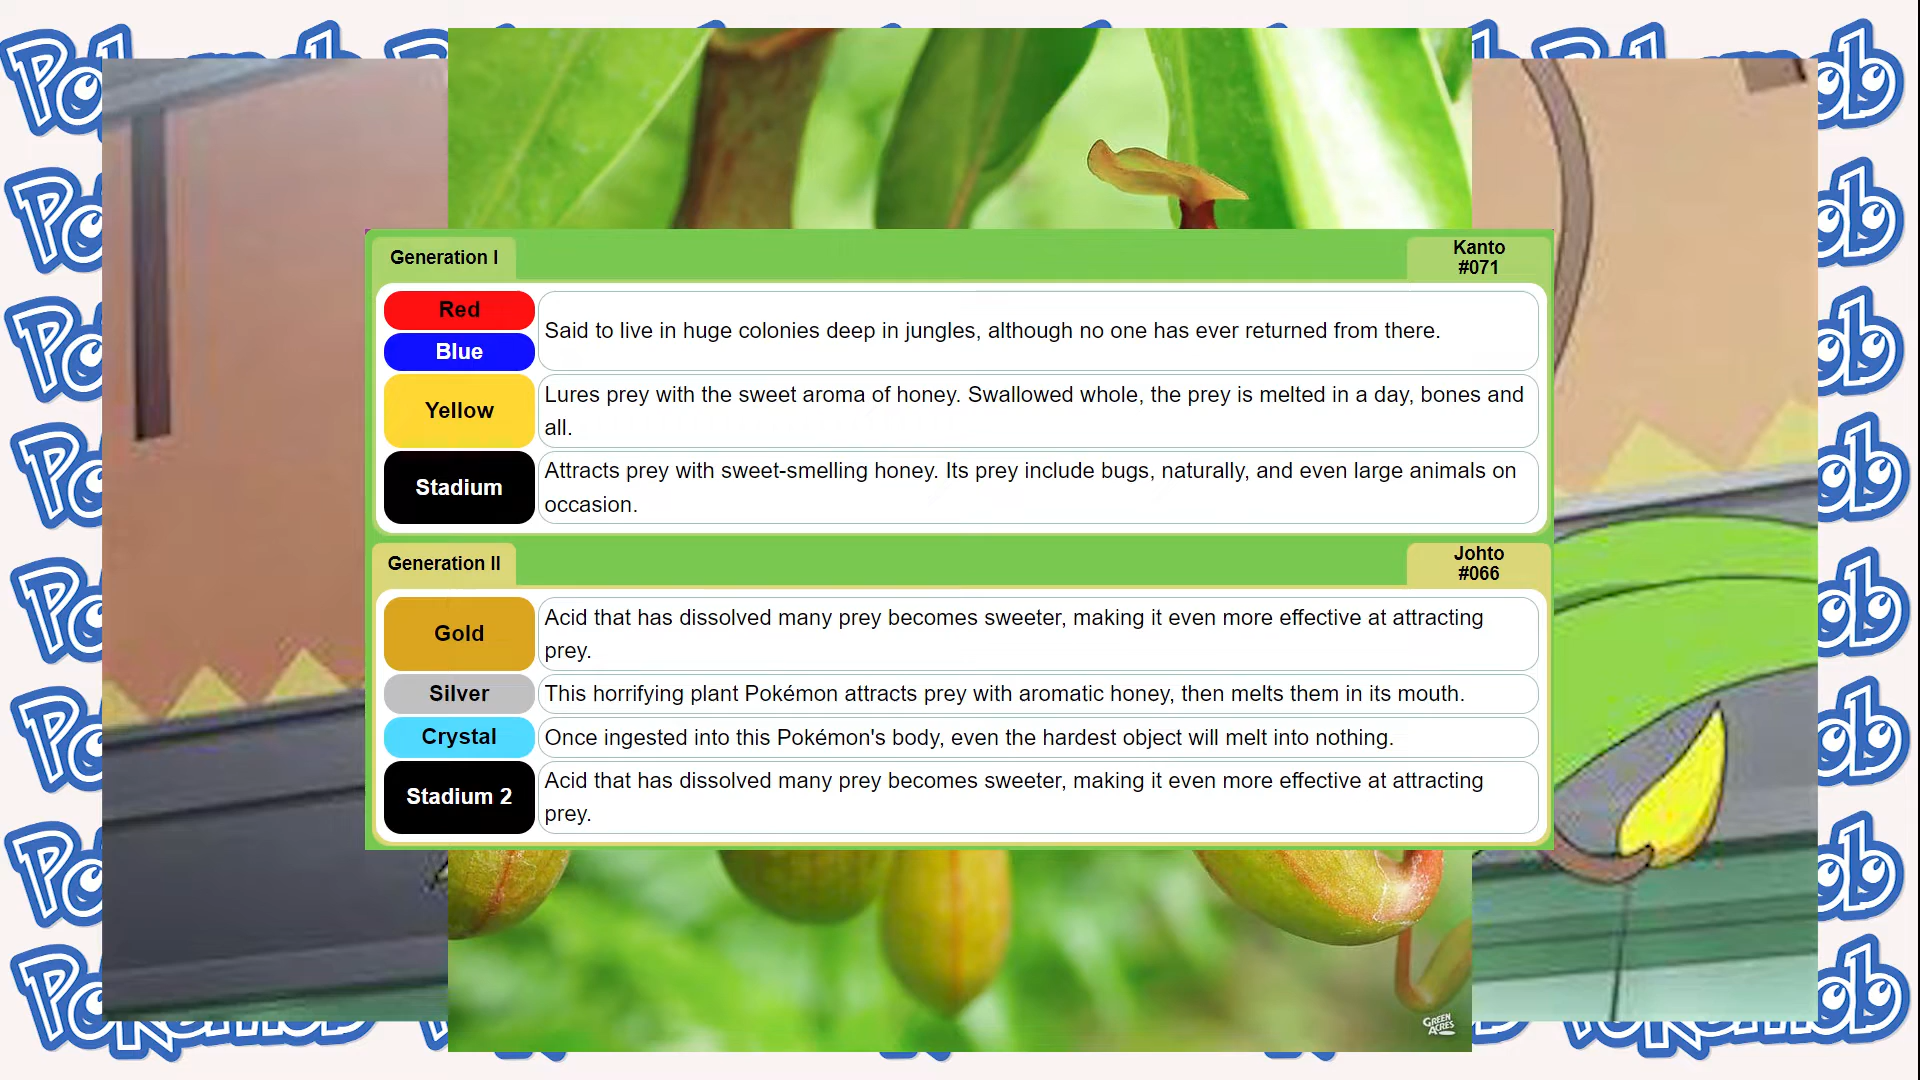 Generation I
Kanto
#071
Red
Blue
Said to live in huge colonies deep in jungles, although no one has ever returned from there.
Yellow
Lures prey with the sweet aroma of honey. Swallowed whole, the prey is melted in a day, bones and
all.
Stadium
Attracts prey with sweet-smelling honey. Its prey include bugs, naturally, and even large animals on
occasion.
Generation II
Johto
#066
Gold
Acid that has dissolved many prey becomes sweeter, making it even more effective at attracting
prey.
Silver
This horrifying plant Pokémon attracts prey with aromatic honey, then melts them in its mouth.
Crystal
Once ingested into this Pokémon's body, even the hardest object will melt into nothing.
Stadium 2
Acid that has dissolved many prey becomes sweeter, making it even more effective at attracting
prey.
GREEN
ACRES